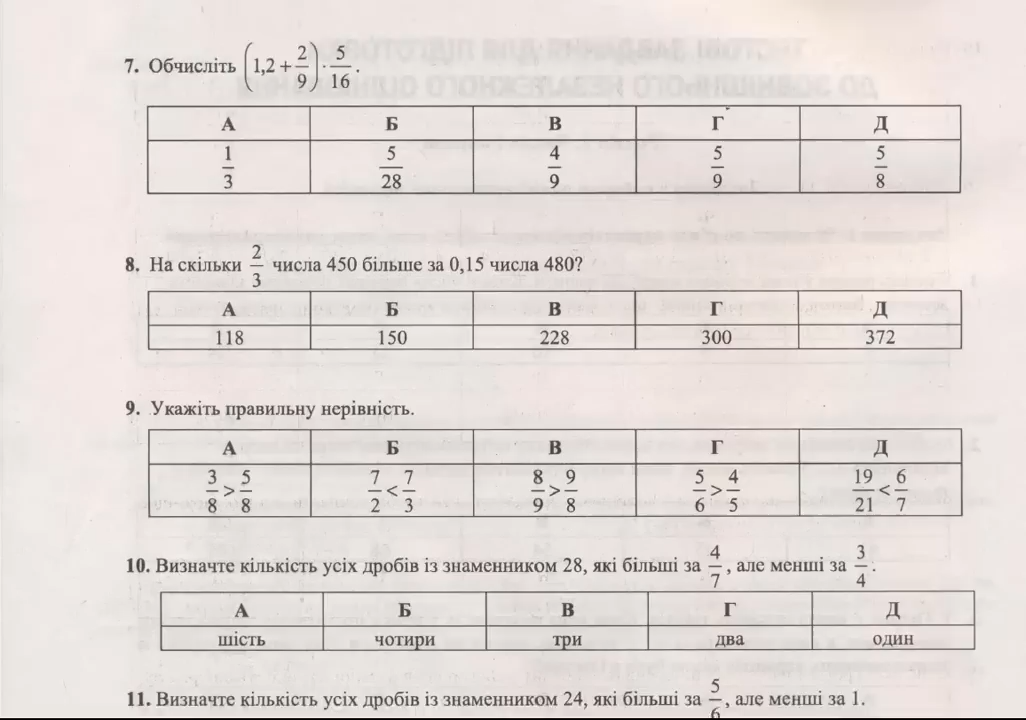 7. Обчисліть (1,2 + 2/9) · 5/16.
А Б В Г Д
1/3 5/28 4/9 5/9 5/8
8. На скільки 2/3 числа 450 більше за 0,15 числа 480?
А Б В Г Д
118 150 228 300 372
9. Укажіть правильну нерівність.
А Б В Г Д
3/8 > 5/8 7/2 < 7/3 8/9 > 9/8 5/6 > 4/5 19/21 < 6/7
10. Визначте кількість усіх дробів із знаменником 28, які більші за 4/7, але менші за 3/4.
А Б В Г Д
шість чотири три два один
11. Визначте кількість усіх дробів із знаменником 24, які більші за 5/6, але менші за 1.